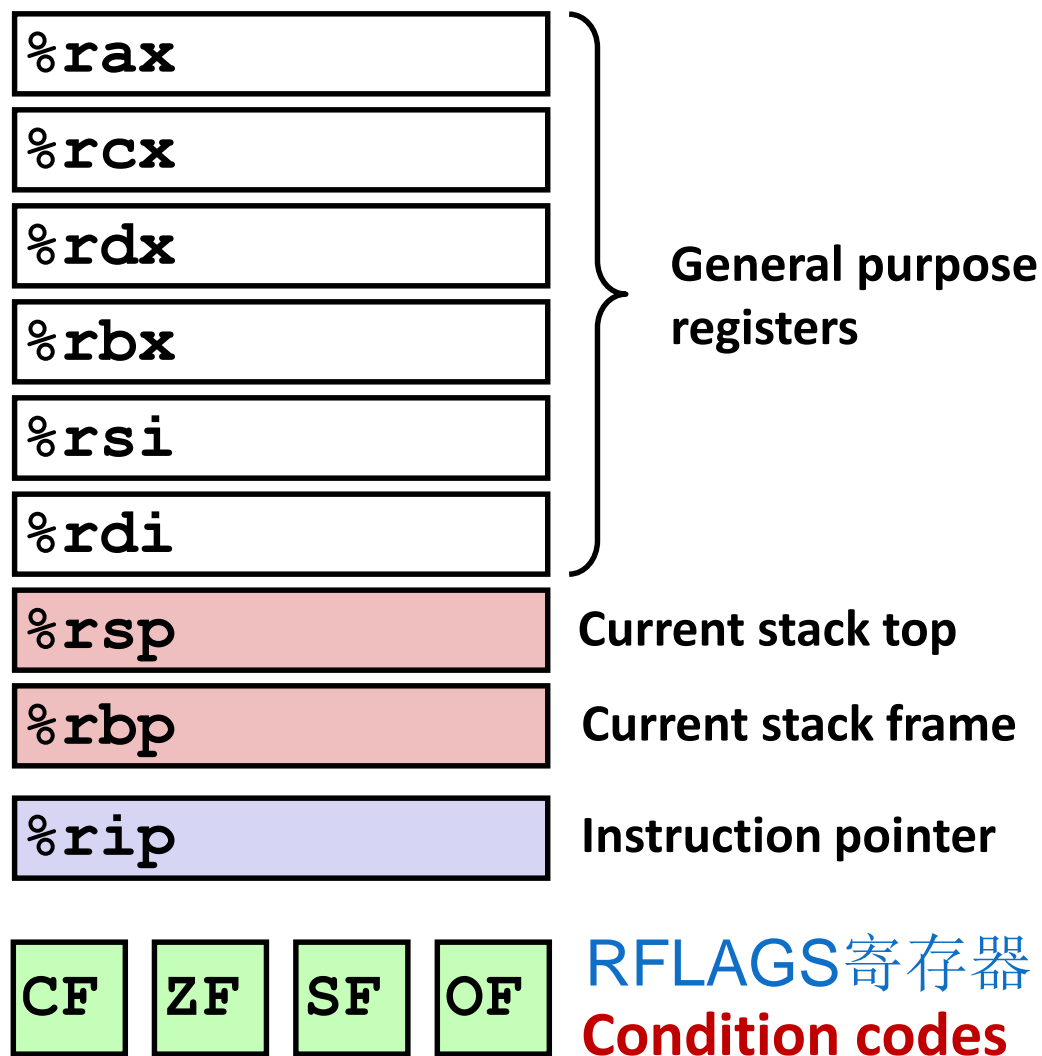 %rax
%rcx
%rdx
%rbx
%rsi
%rdi
General purpose
registers
%rsp
Current stack top
%rbp
Current stack frame
%rip
Instruction pointer
CF ZF SF OF
RFLAGS寄存器
Condition codes